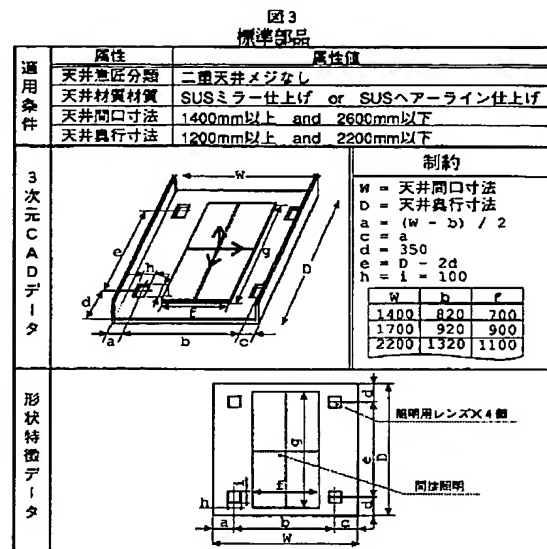 図3
標準部品
適用条件
属性 属性値
天井意匠分類 二重天井メジなし
天井材質材質 SUSミラー仕上げ or SUSヘアーライン仕上げ
天井間口寸法 1400mm以上 and 2600mm以下
天井奥行寸法 1200mm以上 and 2200mm以下
3次元CADデータ
W
e
h
i
g
D
d
f
a
b
c
制約
W = 天井間口寸法
D = 天井奥行寸法
a = (W - b) / 2
c = a
d = 350
e = D - 2d
h = i = 100
W b f
1400 820 700
1700 920 900
2200 1320 1100
形状特徴データ
d
照明用レンズ×4個
g
e
D
i
f
間接照明
h
d
a
b
c
W